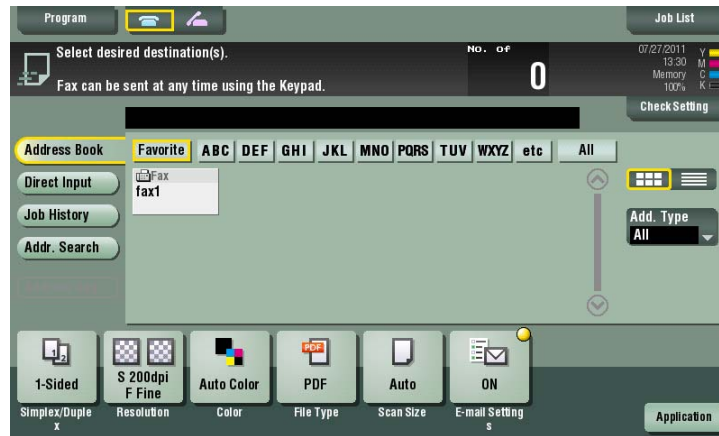 Program
Job List
Select desired destination(s).
No. of
07/27/2011
13:30
Memory
100%
Y
M
C
K
Fax can be sent at any time using the Keypad.
0
Check Setting
Address Book
Favorite
ABC
DEF
GHI
JKL
MNO
PQRS
TUV
WXYZ
etc
All
Direct Input
Fax
fax1
Job History
Add. Type
All
Addr. Search
1-Sided
S 200dpi
F Fine
Auto Color
PDF
PDF
Auto
ON
Simplex/Duple
x
Resolution
Color
File Type
Scan Size
E-mail Setting
s
Application